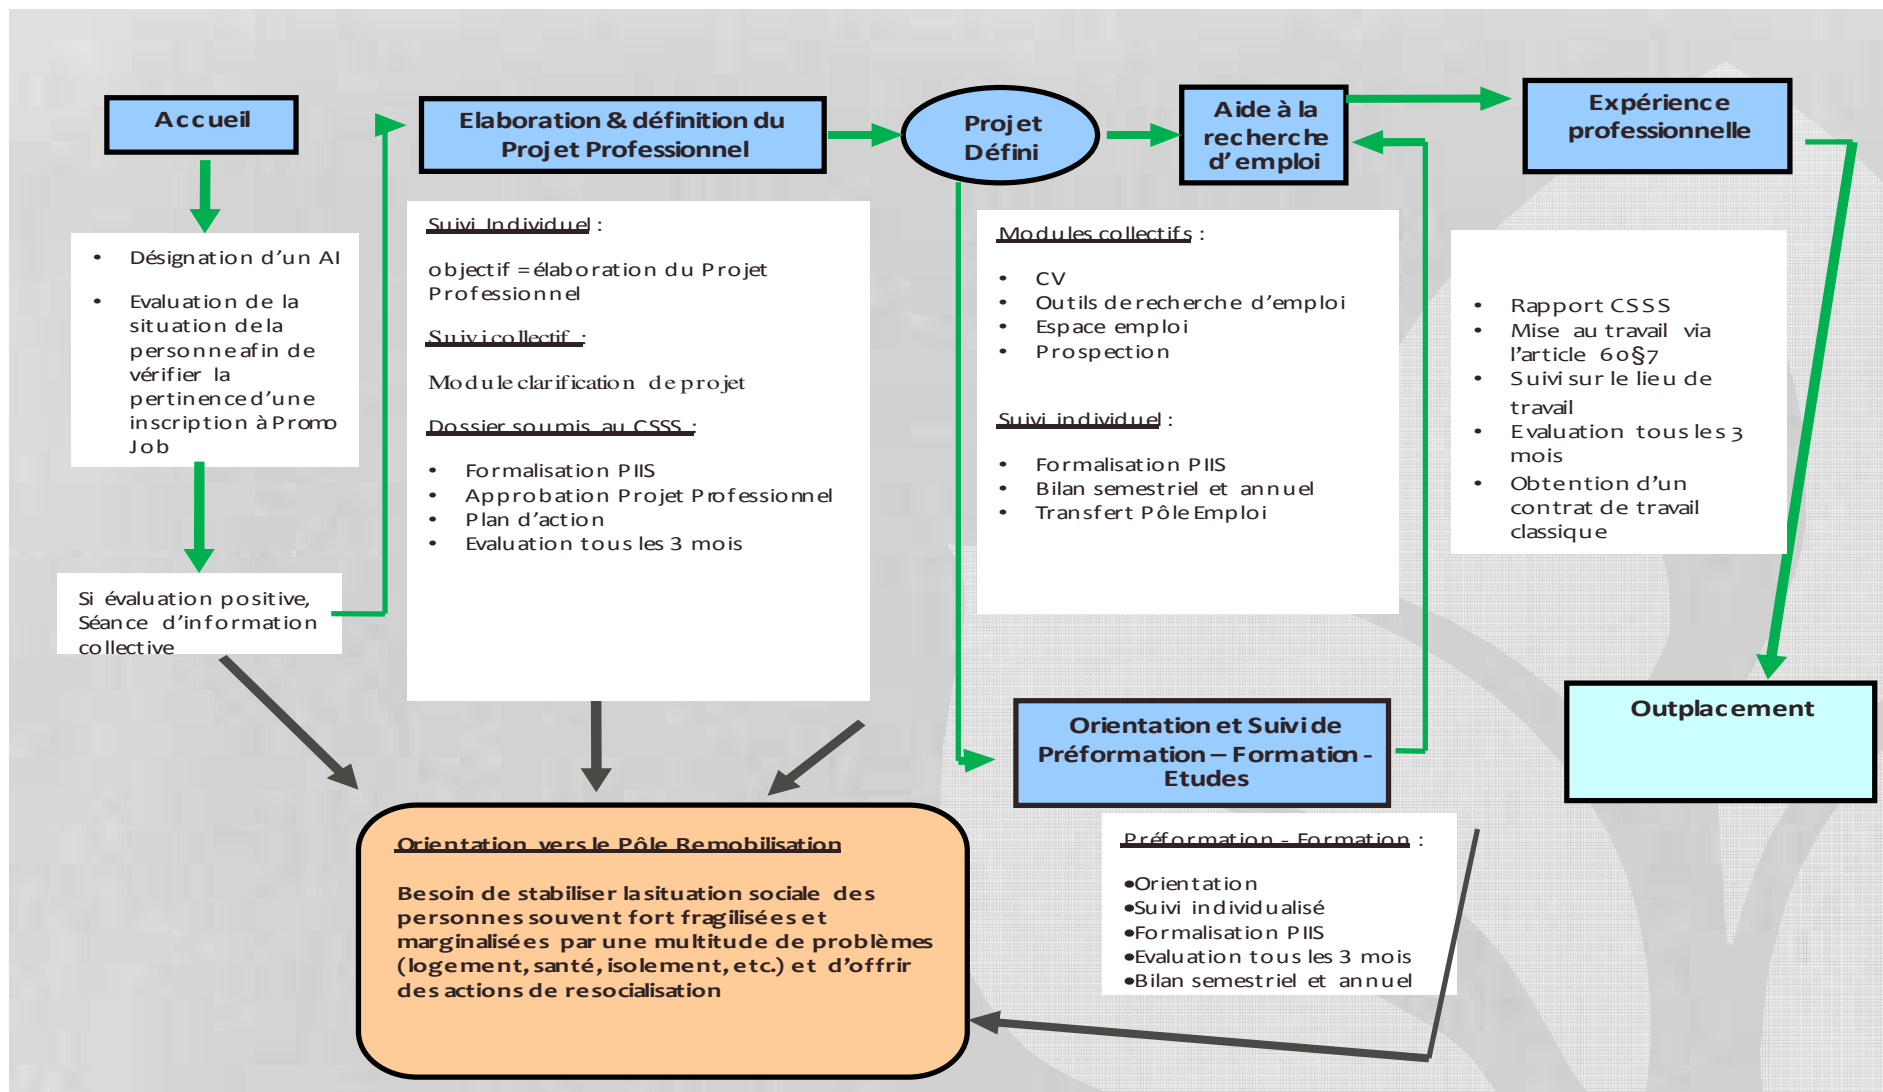 Accueil
• Désignation d’un AI
• Evaluation de la
situation de la
personne afin de
vérifier la
pertinence d’une
inscription à Promo
Job
Si évaluation positive,
Séance d’information
collective
Elaboration & définition du
Projet Professionnel
Suivi Individuel :
objectif = élaboration du Projet
Professionnel
Suivi collectif :
Module clarification de projet
Dossier soumis au CSSS :
• Formalisation PIIS
• Approbation Projet Professionnel
• Plan d’action
• Evaluation tous les 3 mois
Projet
Défini
Aide à la
recherche
d’emploi
Modules collectifs :
• CV
• Outils de recherche d’emploi
• Espace emploi
• Prospection
Suivi individuel :
• Formalisation PIIS
• Bilan semestriel et annuel
• Transfert Pôle Emploi
Expérience
professionnelle
• Rapport CSSS
• Mise au travail via
l’article 60§7
• Suivi sur le lieu de
travail
• Evaluation tous les 3
mois
• Obtention d’un
contrat de travail
classique
Outplacement
Orientation et Suivi de
Préformation – Formation -
Etudes
Préformation - Formation :
•Orientation
•Suivi individualisé
•Formalisation PIIS
•Evaluation tous les 3 mois
•Bilan semestriel et annuel
Orientation vers le Pôle Remobilisation
Besoin de stabiliser la situation sociale des
personnes souvent fort fragilisées et
marginalisées par une multitude de problèmes
(logement, santé, isolement, etc.) et d’offrir
des actions de resocialisation